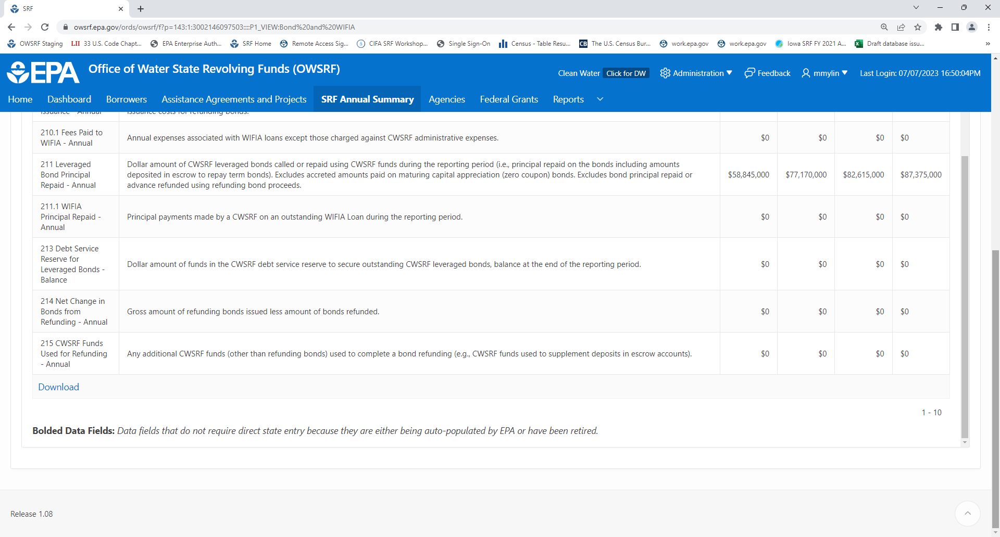 SRF
owsrf.epa.gov/ords/owsrf/f?p=143:1:3002146097503::::P1_VIEW:Bond%20and%20WIFIA
OWSRF Staging LII 33 U.S. Code Chapt... EPA Enterprise Auth... SRF Home Remote Access Sig... CIFA SRF Workshop... Single Sign-On Census - Table Resu... CB The U.S. Census Bur... work.epa.gov work.epa.gov Iowa SRF FY 2021 A... Draft database issu... »
EPA Office of Water State Revolving Funds (OWSRF)
Clean Water Click for DW Administration Feedback mmylin Last Login: 07/07/2023 16:50:04PM
Home Dashboard Borrowers Assistance Agreements and Projects SRF Annual Summary Agencies Federal Grants Reports
Issuance - Annual issuance costs for refunding bonds.
210.1 Fees Paid to
WIFIA - Annual
Annual expenses associated with WIFIA loans except those charged against CWSRF administrative expenses.
$0 $0 $0 $0
211 Leveraged
Bond Principal
Repaid - Annual
Dollar amount of CWSRF leveraged bonds called or repaid using CWSRF funds during the reporting period (i.e., principal repaid on the bonds including amounts
deposited in escrow to repay term bonds). Excludes accreted amounts paid on maturing capital appreciation (zero coupon) bonds. Excludes bond principal repaid or
advance refunded using refunding bond proceeds.
$58,845,000 $77,170,000 $82,615,000 $87,375,000
211.1 WIFIA
Principal Repaid -
Annual
Principal payments made by a CWSRF on an outstanding WIFIA Loan during the reporting period.
$0 $0 $0 $0
213 Debt Service
Reserve for
Leveraged Bonds -
Balance
Dollar amount of funds in the CWSRF debt service reserve to secure outstanding CWSRF leveraged bonds, balance at the end of the reporting period.
$0 $0 $0 $0
214 Net Change in
Bonds from
Refunding - Annual
Gross amount of refunding bonds issued less amount of bonds refunded.
$0 $0 $0 $0
215 CWSRF Funds
Used for Refunding
- Annual
Any additional CWSRF funds (other than refunding bonds) used to complete a bond refunding (e.g., CWSRF funds used to supplement deposits in escrow accounts).
$0 $0 $0 $0
Download
1 - 10
Bolded Data Fields: Data fields that do not require direct state entry because they are either being auto-populated by EPA or have been retired.
Release 1.08